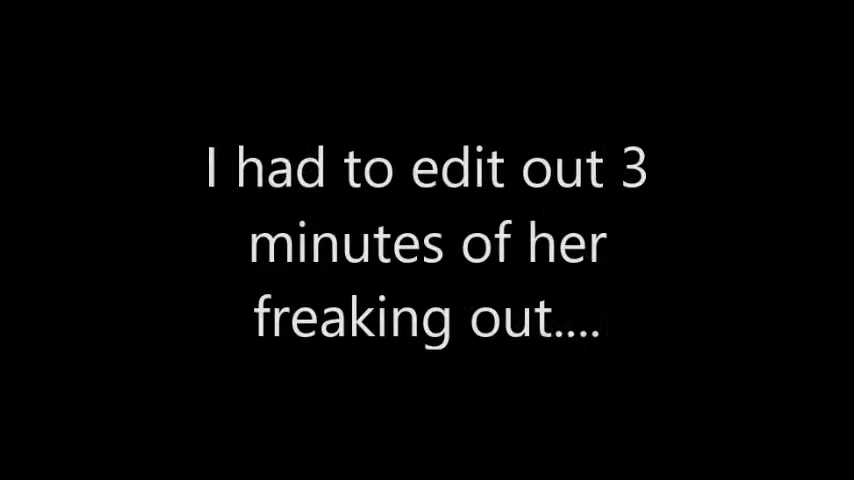 I had to edit out 3
minutes of her
freaking out....